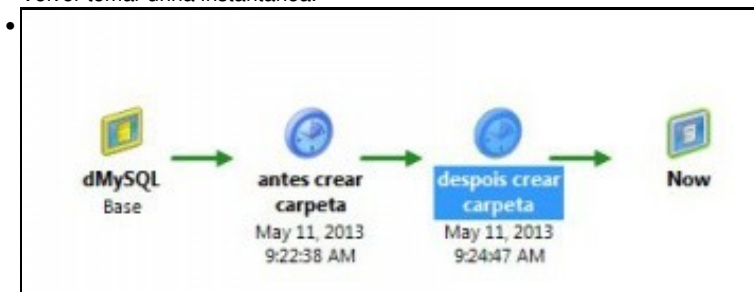 Volver tomar unha instantánea.
dMySQL
Base
antes crear
carpeta
May 11, 2013
9:22:38 AM
despois crear
carpeta
May 11, 2013
9:24:47 AM
Now